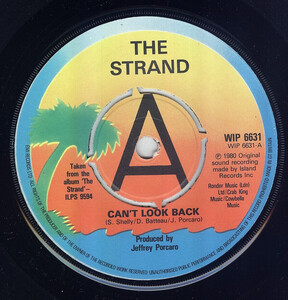 THE
STRAND
A
WIP 6631
WIP 6631-A
Taken
from the
album 'The
Strand'-
ILPS 9594
℗ 1980 Original
sound recording
made by Island
Records Inc
Rondor Music (Ldn)
Ltd/Crab King
Music/Cowbella
Music
CAN'T LOOK BACK
(S. Shelly/D. Batteau/J. Porcaro)
Produced by
Jeffrey Porcaro